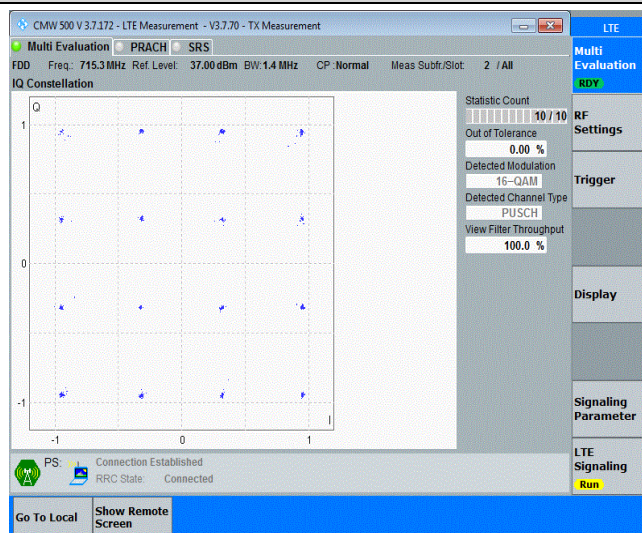 CMW 500 V 3.7.172 - LTE Measurement - V3.7.70 - TX Measurement
LTE
Multi Evaluation PRACH SRS
FDD Freq.: 715.3 MHz Ref. Level: 37.00 dBm BW: 1.4 MHz CP : Normal Meas Subfr./Slot: 2 / All
IQ Constellation
Q
1
0
-1
I
-1 0 1
Statistic Count
10 / 10
Out of Tolerance
0.00 %
Detected Modulation
16-QAM
Detected Channel Type
PUSCH
View Filter Throughput
100.0 %
Multi
Evaluation
RDY
RF
Settings
Trigger
Display
Signaling
Parameter
LTE
Signaling
Run
PS: Connection Established
RRC State: Connected
Go To Local
Show Remote
Screen